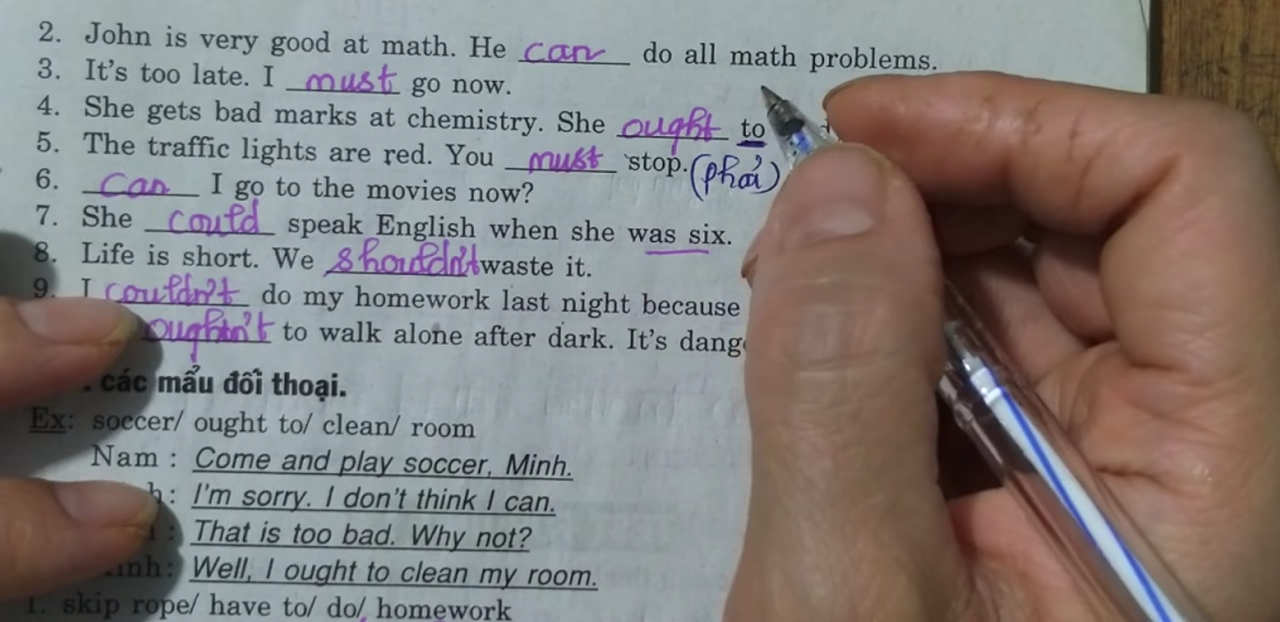 2. John is very good at math. He can do all math problems.
3. It's too late. I must go now.
4. She gets bad marks at chemistry. She ought to
5. The traffic lights are red. You must stop. (phải)
6. Can I go to the movies now?
7. She could speak English when she was six.
8. Life is short. We shouldn't waste it.
9. I couldn't do my homework last night because
oughtn't to walk alone after dark. It's
các mẩu đối thoại.
Ex: soccer/ ought to/ clean/ room
Nam : Come and play soccer, Minh.
h: I'm sorry. I don't think I can.
: That is too bad. Why not?
inh: Well, I ought to clean my room.
1. skip rope/ have to/ do/ homework